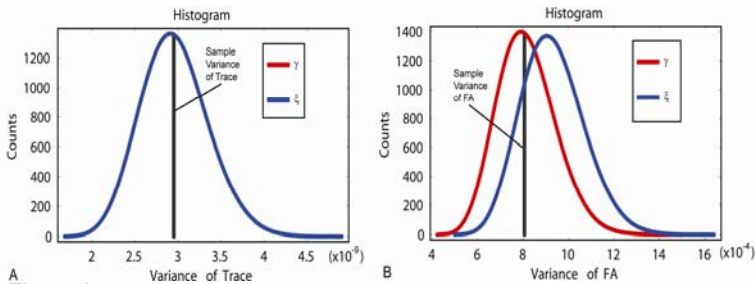 Histogram
1200
1000
800
600
400
200
0
Counts
Sample
Variance
of Trace
γ
ξ
2
2.5
3
3.5
4
4.5
(x10⁻⁹)
Variance of Trace
A
Histogram
1400
1200
1000
800
600
400
200
0
Counts
Sample
Variance
of FA
γ
ξ
4
6
8
10
12
14
16
(x10⁻⁴)
Variance of FA
B